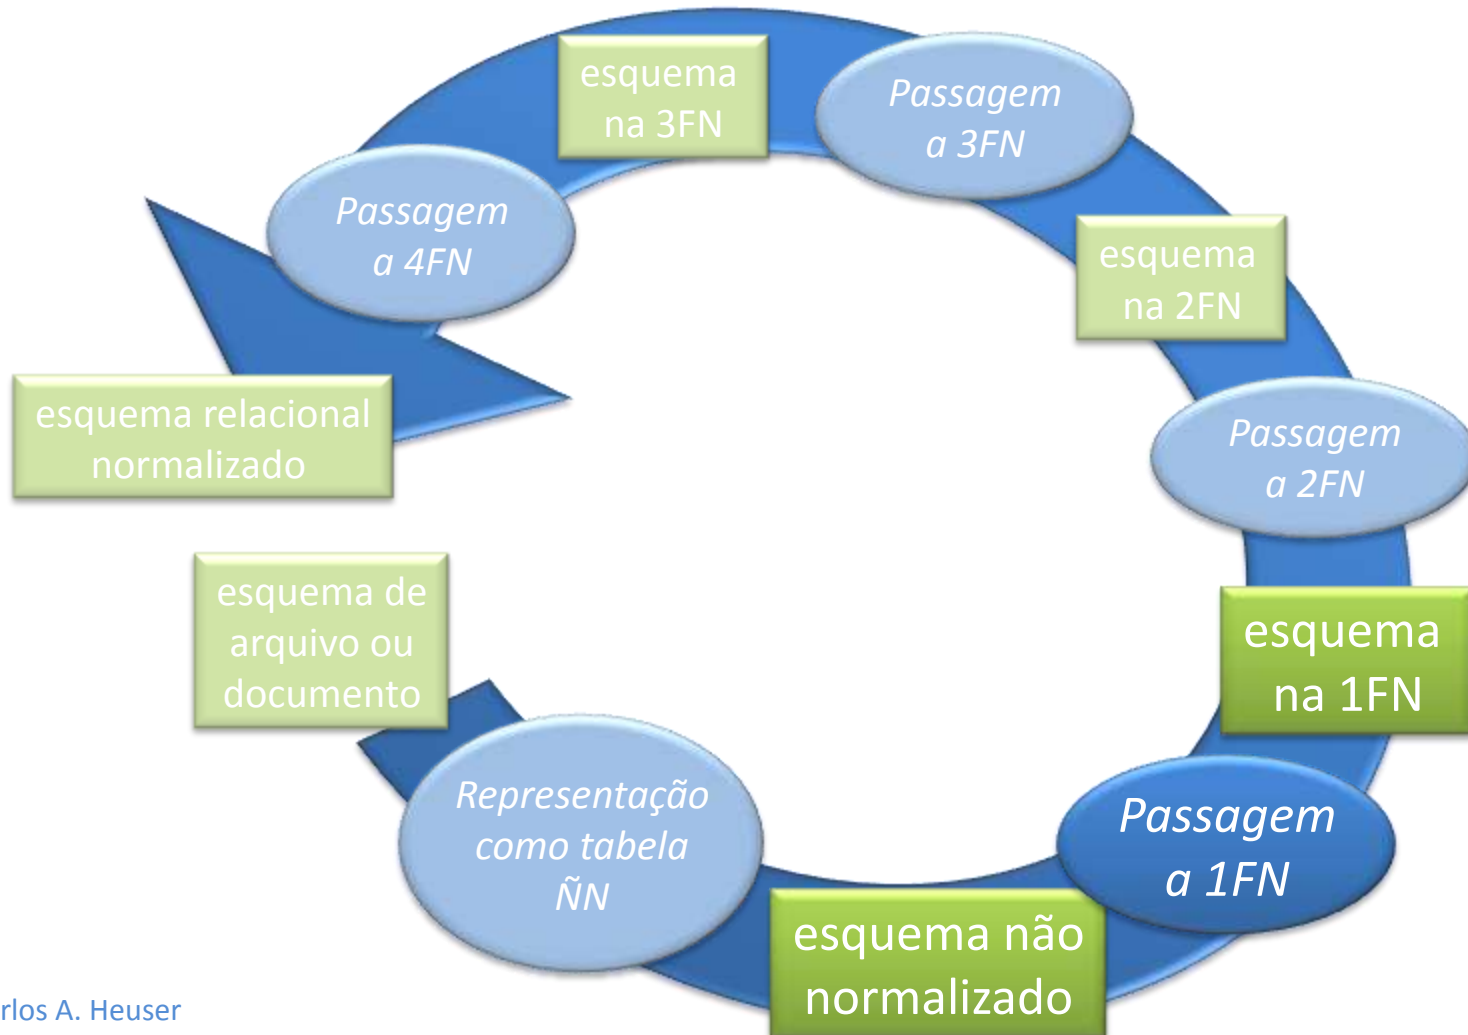 esquema
na 3FN
Passagem
a 3FN
Passagem
a 4FN
esquema
na 2FN
esquema relacional
normalizado
Passagem
a 2FN
esquema de
arquivo ou
documento
esquema
na 1FN
Representação
como tabela
ÑN
Passagem
a 1FN
esquema não
normalizado
rlos A. Heuser